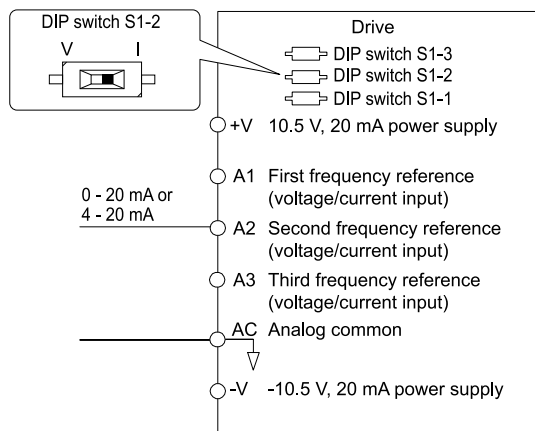 DIP switch S1-2
V I
Drive
DIP switch S1-3
DIP switch S1-2
DIP switch S1-1
+V 10.5 V, 20 mA power supply
A1 First frequency reference
(voltage/current input)
0 - 20 mA or
4 - 20 mA
A2 Second frequency reference
(voltage/current input)
A3 Third frequency reference
(voltage/current input)
AC Analog common
-V -10.5 V, 20 mA power supply